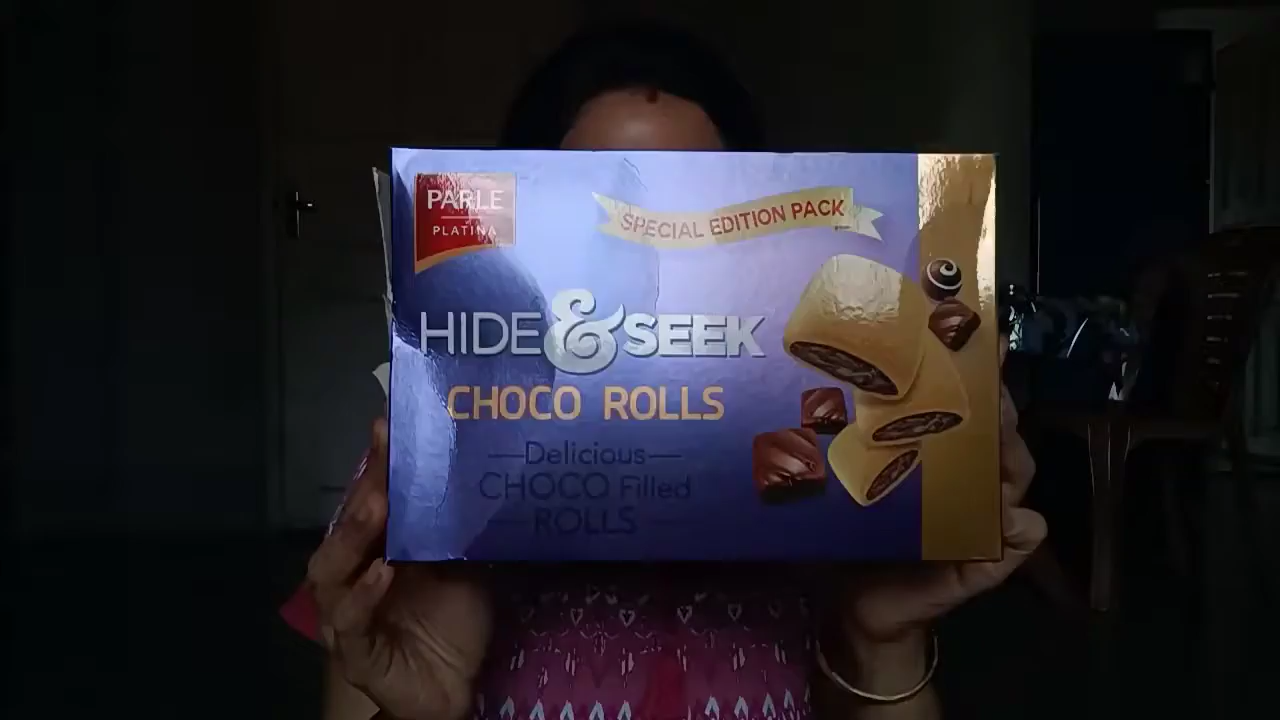 PARLE
PLATINA
SPECIAL EDITION PACK
HIDE & SEEK
CHOCO ROLLS
Delicious
CHOCO Filled
ROLLS